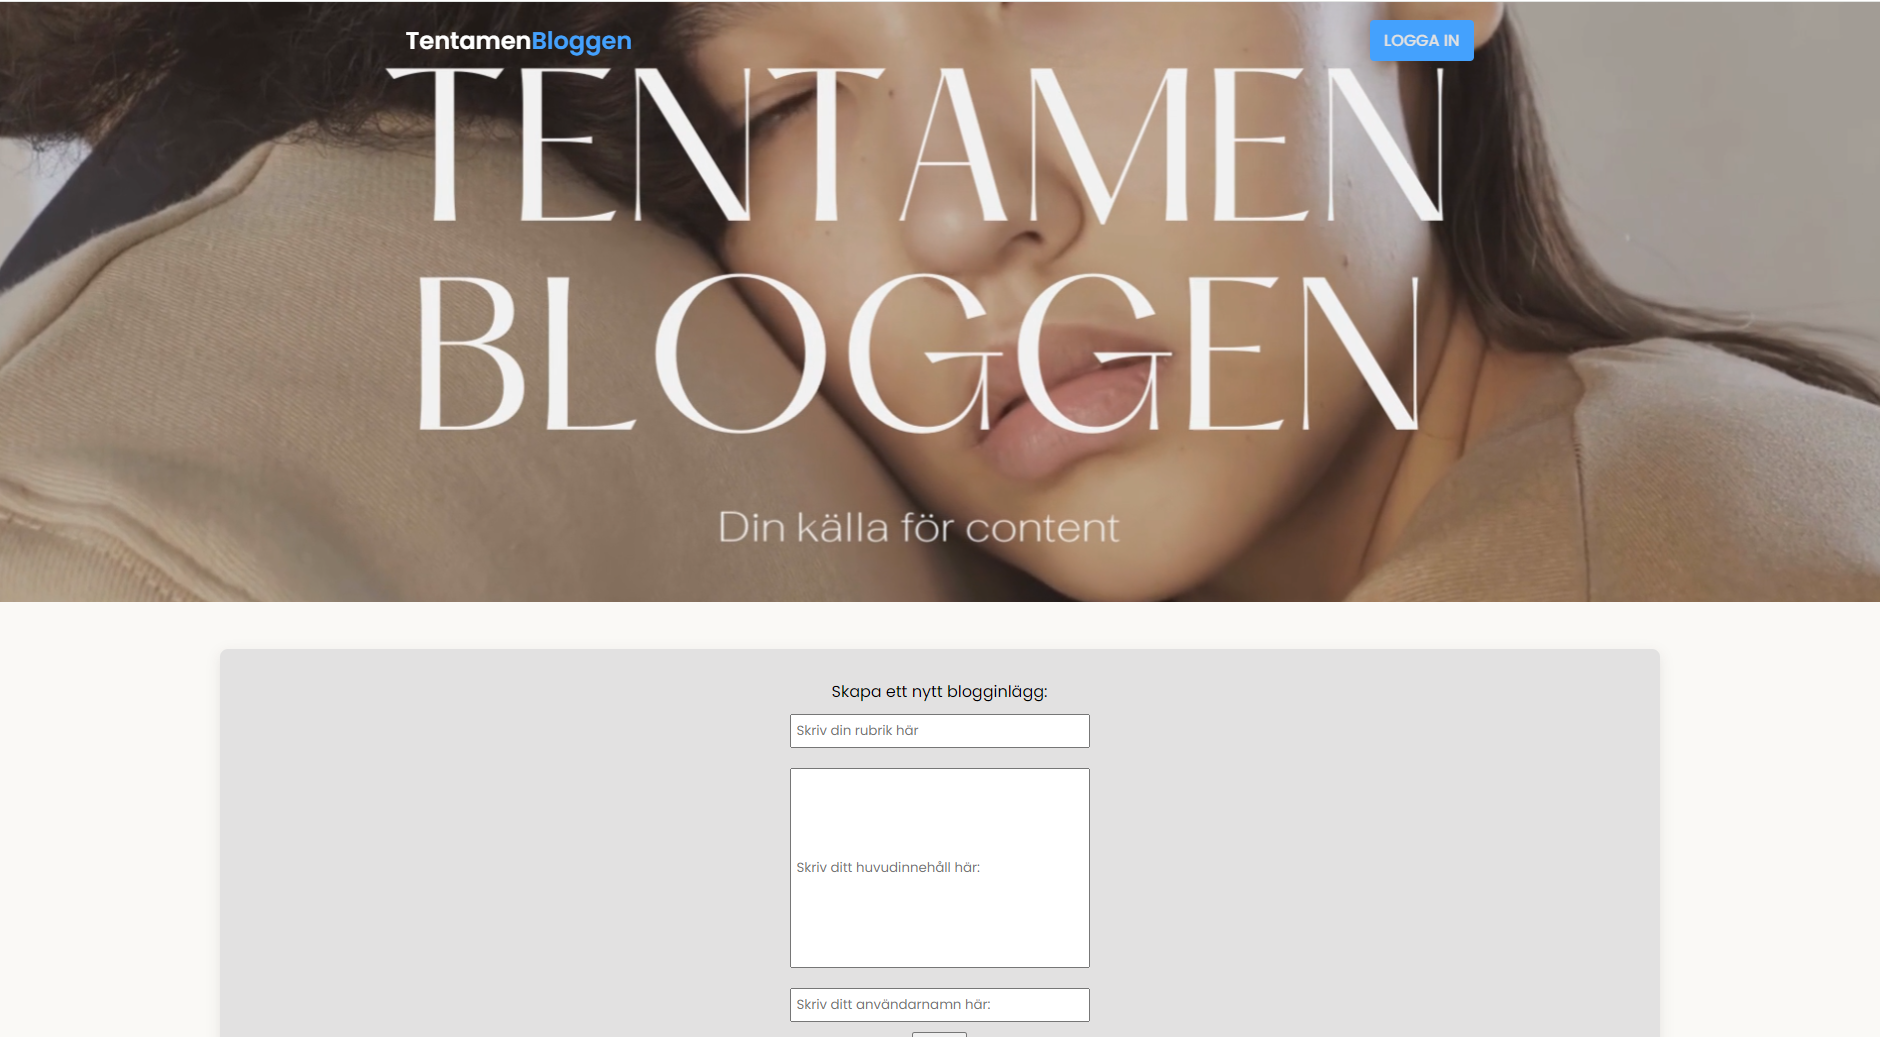 TentamenBloggen
LOGGA IN
TENTAMEN
BLOGGEN
Din källa för content
Skapa ett nytt blogginlägg:
Skriv din rubrik här
Skriv ditt huvudinnehåll här:
Skriv ditt användarnamn här: